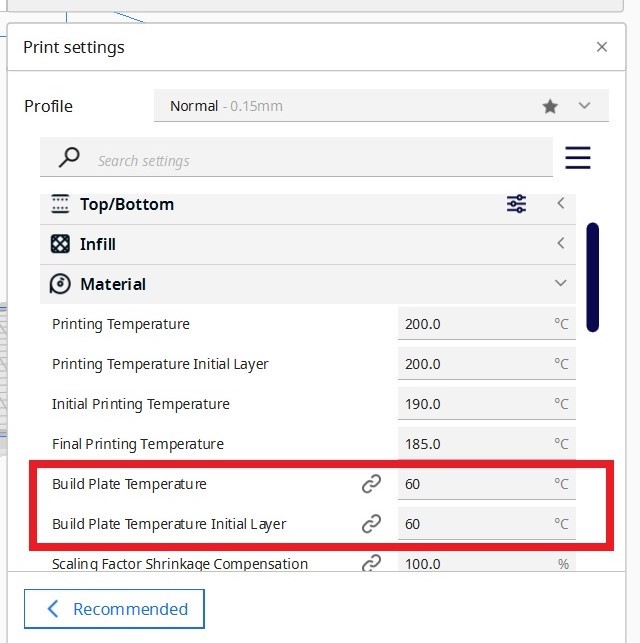 Print settings
Profile
Normal - 0.15mm
Search settings
Top/Bottom
Infill
Material
Printing Temperature 200.0 °C
Printing Temperature Initial Layer 200.0 °C
Initial Printing Temperature 190.0 °C
Final Printing Temperature 185.0 °C
Build Plate Temperature 60 °C
Build Plate Temperature Initial Layer 60 °C
Scaling Factor Shrinkage Compensation 100.0 %
Recommended